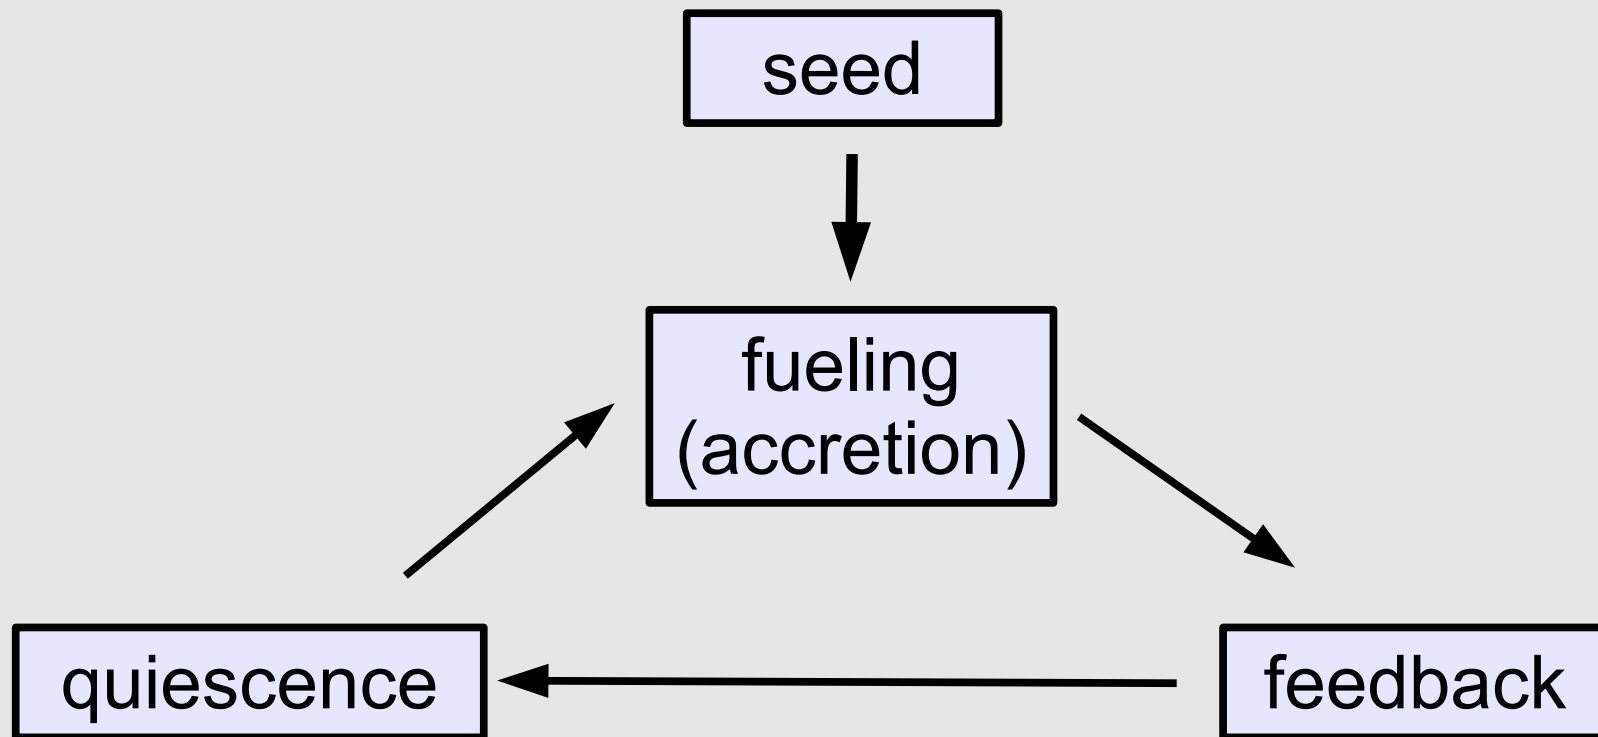 seed
fueling
(accretion)
quiescence
feedback